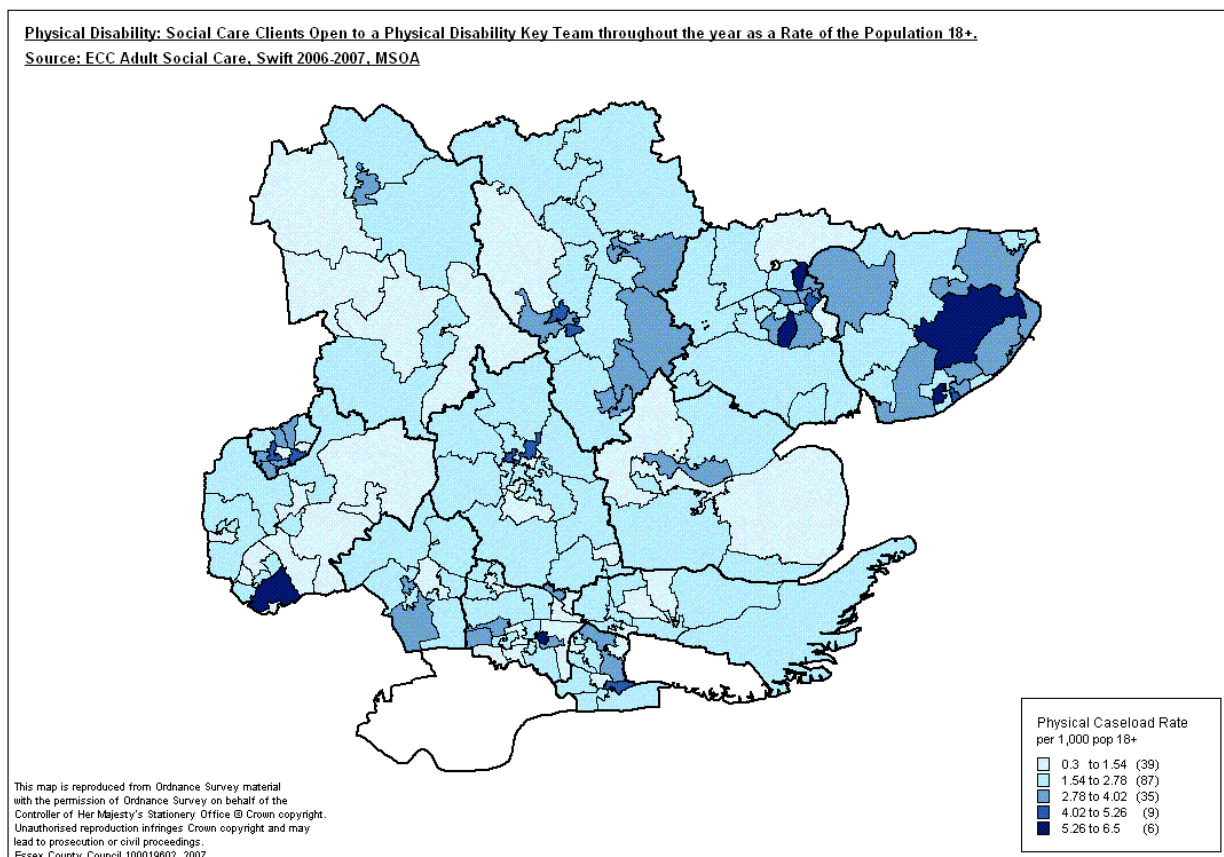 Physical Disability: Social Care Clients Open to a Physical Disability Key Team throughout the year as a Rate of the Population 18+.
Source: ECC Adult Social Care, Swift 2006-2007, MSOA
Physical Caseload Rate
per 1,000 pop 18+
0.3 to 1.54 (39)
1.54 to 2.78 (87)
2.78 to 4.02 (35)
4.02 to 5.26 (9)
5.26 to 6.5 (6)
This map is reproduced from Ordnance Survey material
with the permission of Ordnance Survey on behalf of the
Controller of Her Majesty's Stationery Office © Crown copyright.
Unauthorised reproduction infringes Crown copyright and may
lead to prosecution or civil proceedings.
Essex County Council 100019602, 2007